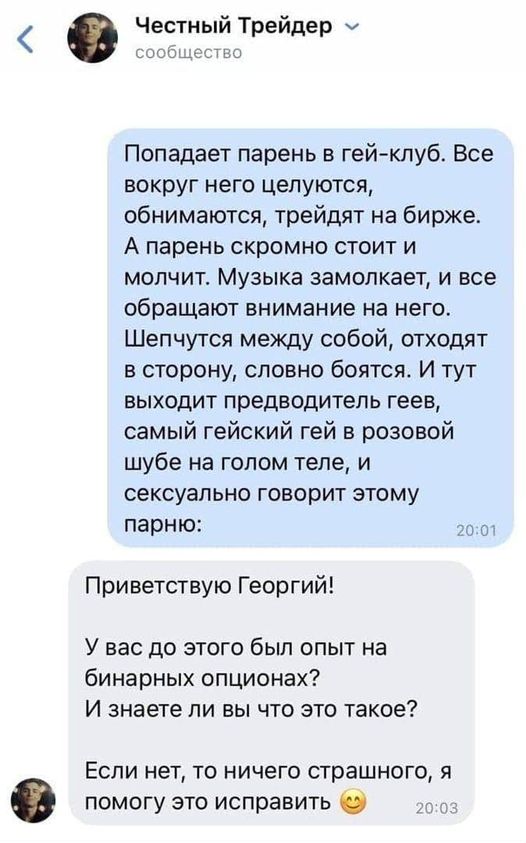 Честный Трейдер
сообщество
Попадает парень в гей-клуб. Все
вокруг него целуются,
обнимаются, трейдят на бирже.
А парень скромно стоит и
молчит. Музыка замолкает, и все
обращают внимание на него.
Шепчутся между собой, отходят
в сторону, словно боятся. И тут
выходит предводитель геев,
самый гейский гей в розовой
шубе на голом теле, и
сексуально говорит этому
парню:
20:01
Приветствую Георгий!
У вас до этого был опыт на
бинарных опционах?
И знаете ли вы что это такое?
Если нет, то ничего страшного, я
помогу это исправить 😊
20:03